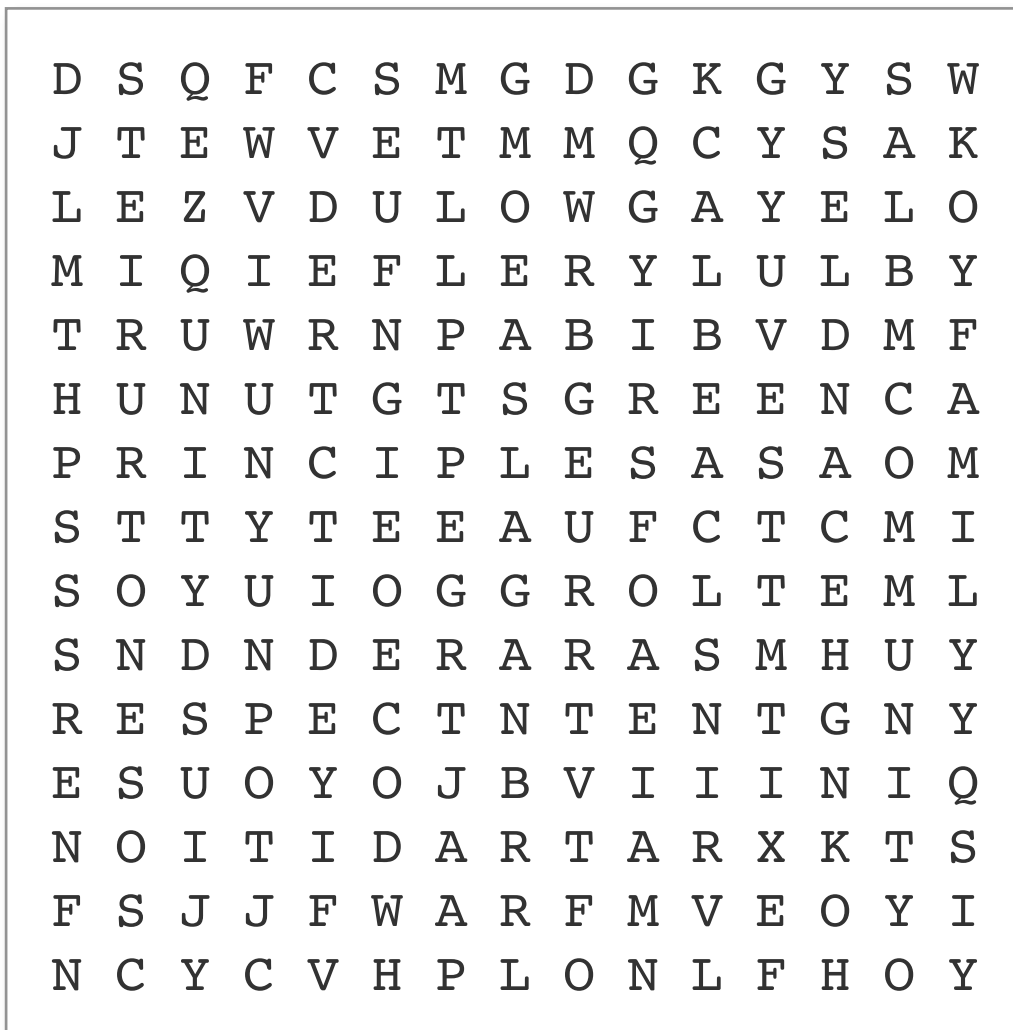 D S Q F C S M G D G K G Y S W
J T E W V E T M M Q C Y S A K
L E Z V D U L O W G A Y E L O
M I Q I E F L E R Y L U L B Y
T R U W R N P A B I B V D M F
H U N U T G T S G R E E N C A
P R I N C I P L E S A S A O M
S T T Y T E E A U F C T C M I
S O Y U I O G G R O L T E M L
S N D N D E R A R A S M H U Y
R E S P E C T N T E N T G N Y
E S U O Y O J B V I I I N I Q
N O I T I D A R T A R X K T S
F S J J F W A R F M V E O Y I
N C Y C V H P L O N L F H O Y